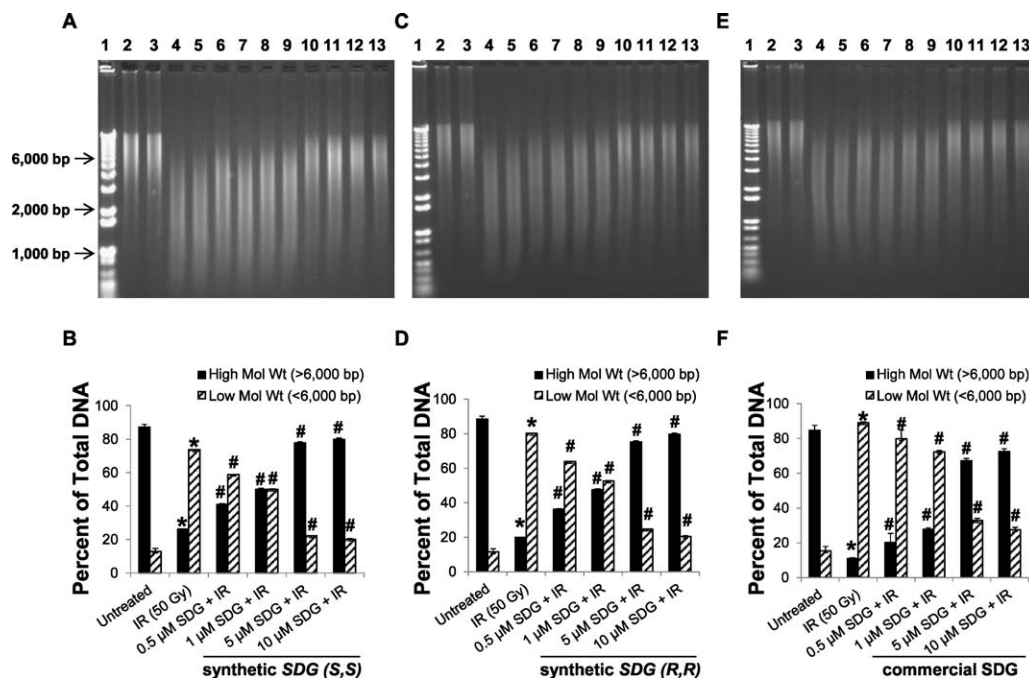 A
1 2 3 4 5 6 7 8 9 10 11 12 13
6,000 bp
2,000 bp
1,000 bp
C
1 2 3 4 5 6 7 8 9 10 11 12 13
E
1 2 3 4 5 6 7 8 9 10 11 12 13
B
High Mol Wt (>6,000 bp)
Low Mol Wt (<6,000 bp)
Percent of Total DNA
100
80
60
40
20
0
* * # # # # # # # #
Untreated
IR (50 Gy)
0.5 µM SDG + IR
1 µM SDG + IR
5 µM SDG + IR
10 µM SDG + IR
synthetic SDG (S,S)
D
High Mol Wt (>6,000 bp)
Low Mol Wt (<6,000 bp)
Percent of Total DNA
100
80
60
40
20
0
* * # # # # # # # #
Untreated
IR (50 Gy)
0.5 µM SDG + IR
1 µM SDG + IR
5 µM SDG + IR
10 µM SDG + IR
synthetic SDG (R,R)
F
High Mol Wt (>6,000 bp)
Low Mol Wt (<6,000 bp)
Percent of Total DNA
100
80
60
40
20
0
* * # # # # # # # #
Untreated
IR (50 Gy)
0.5 µM SDG + IR
1 µM SDG + IR
5 µM SDG + IR
10 µM SDG + IR
commercial SDG